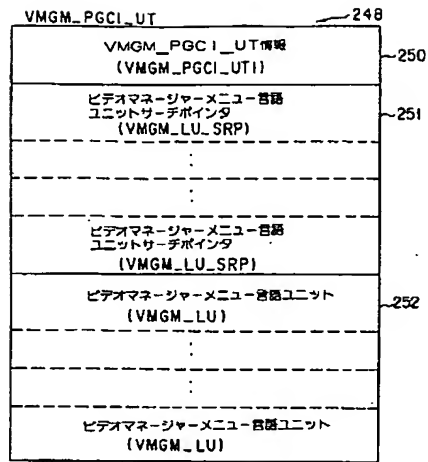 VMGM_PGCI_UT 248
VMGM_PGCI_UT情報
(VMGM_PGCI_UTI) 250
ビデオマネージャーメニュー言語
ユニットサーチポインタ
(VMGM_LU_SRP) 251
ビデオマネージャーメニュー言語
ユニットサーチポインタ
(VMGM_LU_SRP)
ビデオマネージャーメニュー言語ユニット
(VMGM_LU) 252
ビデオマネージャーメニュー言語ユニット
(VMGM_LU)